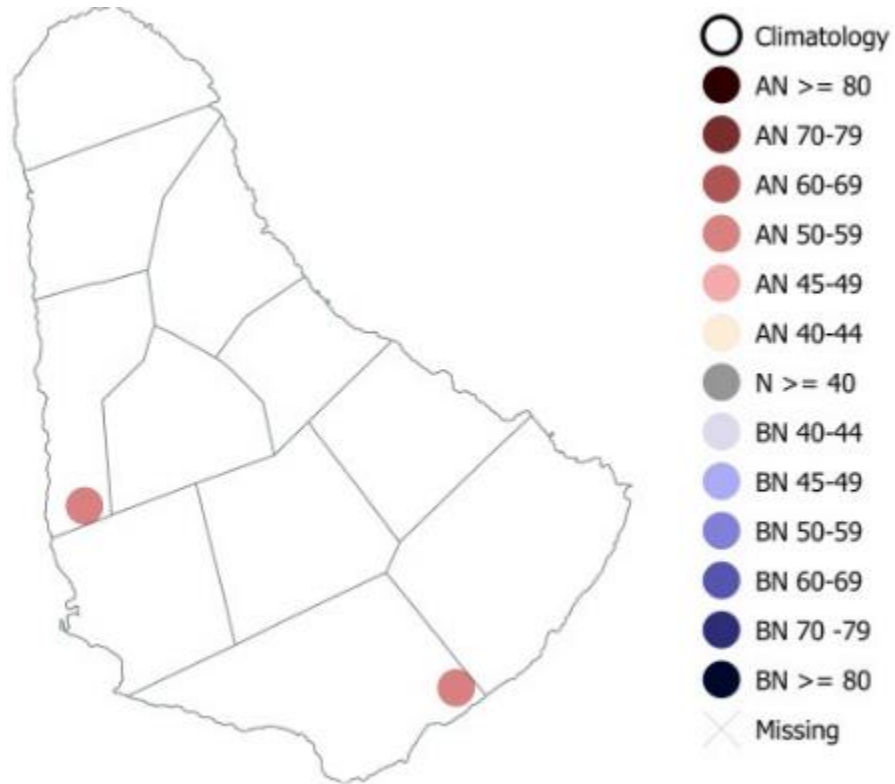 Climatology
AN >= 80
AN 70-79
AN 60-69
AN 50-59
AN 45-49
AN 40-44
N >= 40
BN 40-44
BN 45-49
BN 50-59
BN 60-69
BN 70 -79
BN >= 80
Missing